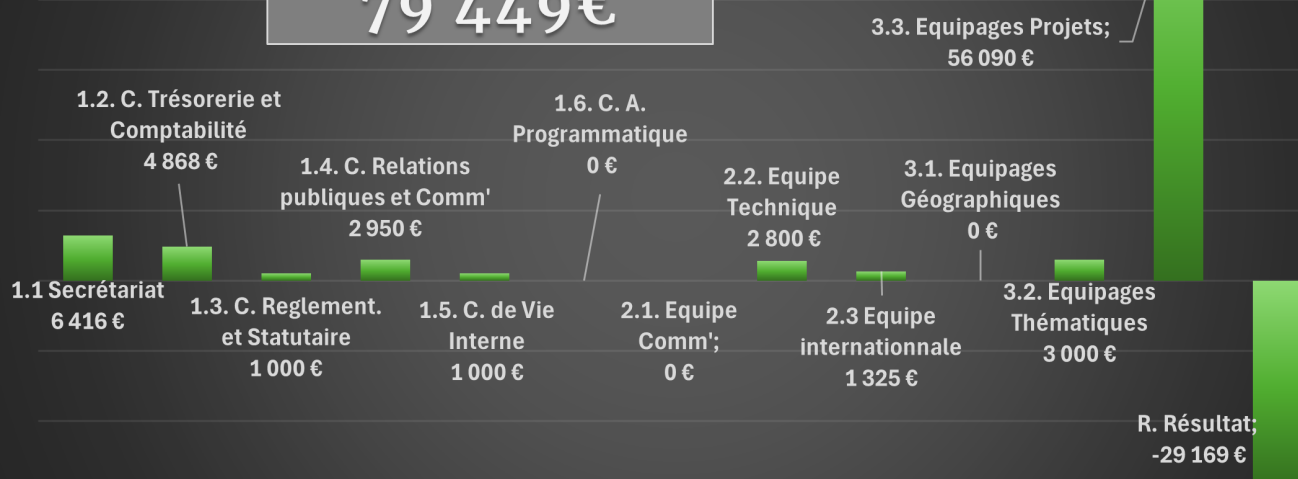 79 449€
3.3. Equipages Projets;
56 090 €
1.2. C. Trésorerie et
Comptabilité
4 868 €
1.6. C. A.
Programmatique
0 €
1.4. C. Relations
publiques et Comm'
2 950 €
2.2. Equipe
Technique
2 800 €
3.1. Equipages
Géographiques
0 €
1.1 Secrétariat
6 416 €
1.3. C. Reglement.
et Statutaire
1 000 €
1.5. C. de Vie
Interne
1 000 €
2.1. Equipe
Comm';
0 €
2.3 Equipe
internationnale
1 325 €
3.2. Equipages
Thématiques
3 000 €
R. Résultat;
-29 169 €